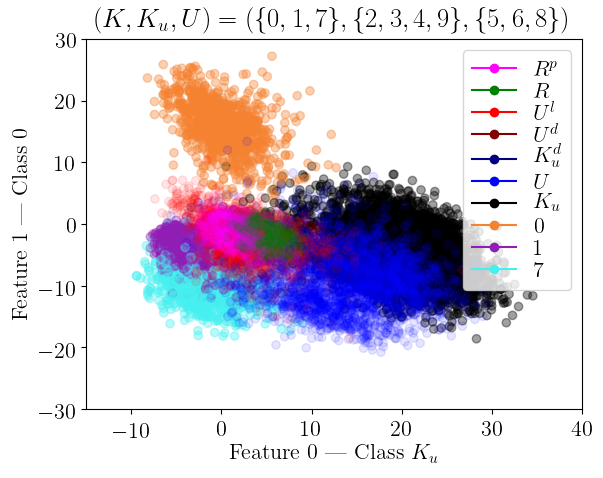 (K, K_u, U) = ({0, 1, 7}, {2, 3, 4, 9}, {5, 6, 8})
30
20
10
0
−10
−20
−30
Feature 1 — Class 0
R^p
R
U^l
U^d
K_u^d
U
K_u
0
1
7
−10 0 10 20 30 40
Feature 0 — Class K_u